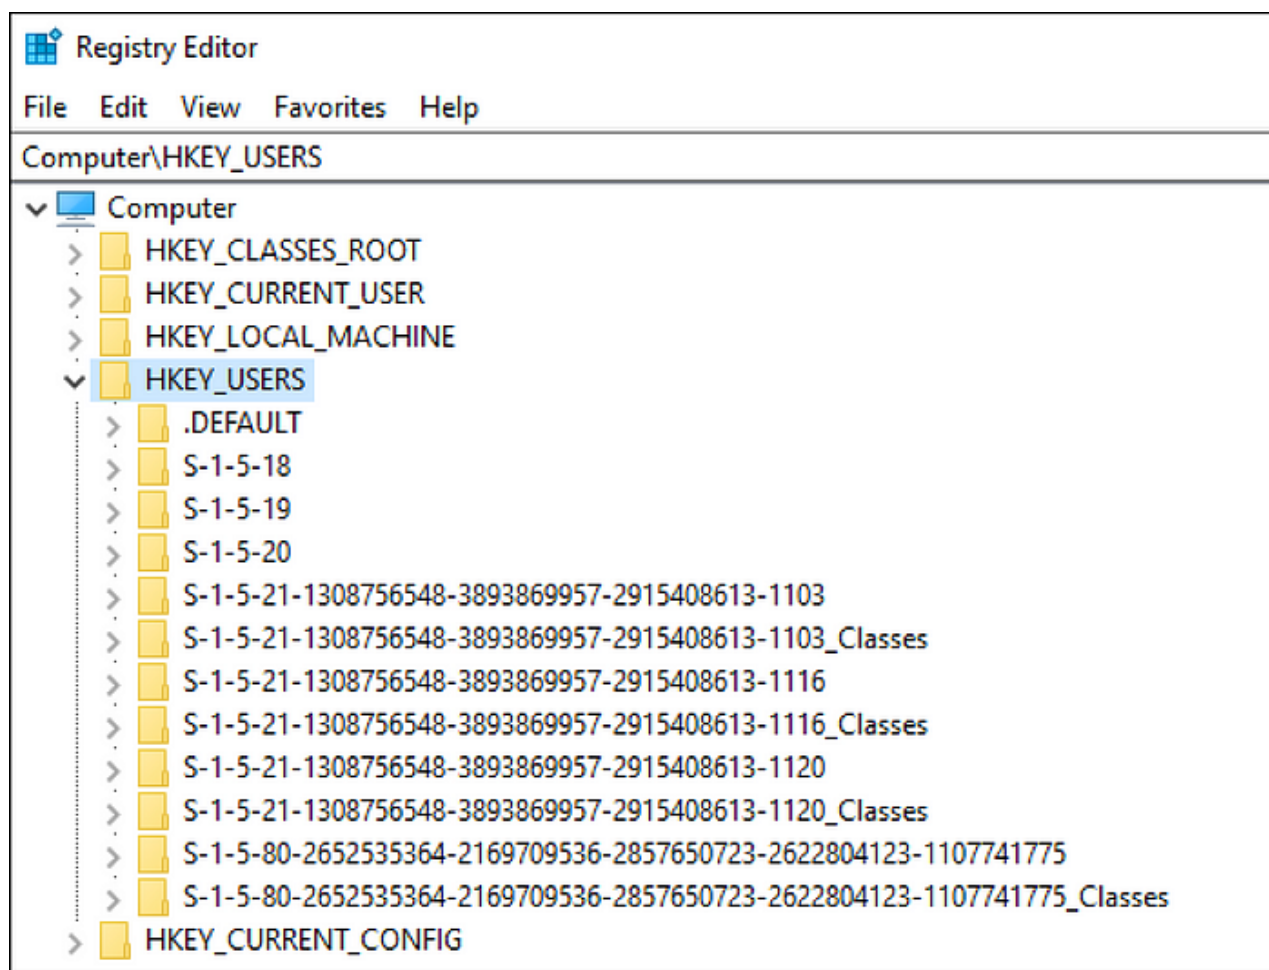 Registry Editor
File Edit View Favorites Help
Computer\HKEY_USERS
Computer
HKEY_CLASSES_ROOT
HKEY_CURRENT_USER
HKEY_LOCAL_MACHINE
HKEY_USERS
.DEFAULT
S-1-5-18
S-1-5-19
S-1-5-20
S-1-5-21-1308756548-3893869957-2915408613-1103
S-1-5-21-1308756548-3893869957-2915408613-1103_Classes
S-1-5-21-1308756548-3893869957-2915408613-1116
S-1-5-21-1308756548-3893869957-2915408613-1116_Classes
S-1-5-21-1308756548-3893869957-2915408613-1120
S-1-5-21-1308756548-3893869957-2915408613-1120_Classes
S-1-5-80-2652535364-2169709536-2857650723-2622804123-1107741775
S-1-5-80-2652535364-2169709536-2857650723-2622804123-1107741775_Classes
HKEY_CURRENT_CONFIG